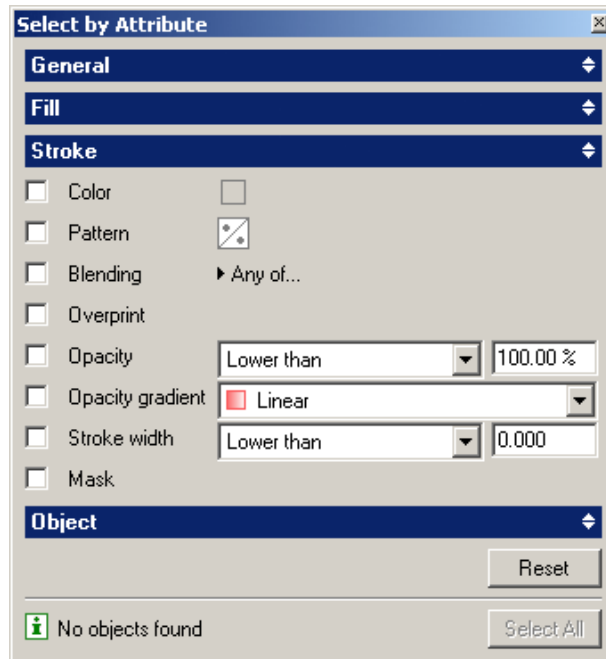 Select by Attribute
General
Fill
Stroke
Color
Pattern
Blending Any of...
Overprint
Opacity Lower than 100.00 %
Opacity gradient Linear
Stroke width Lower than 0.000
Mask
Object
Reset
No objects found Select All